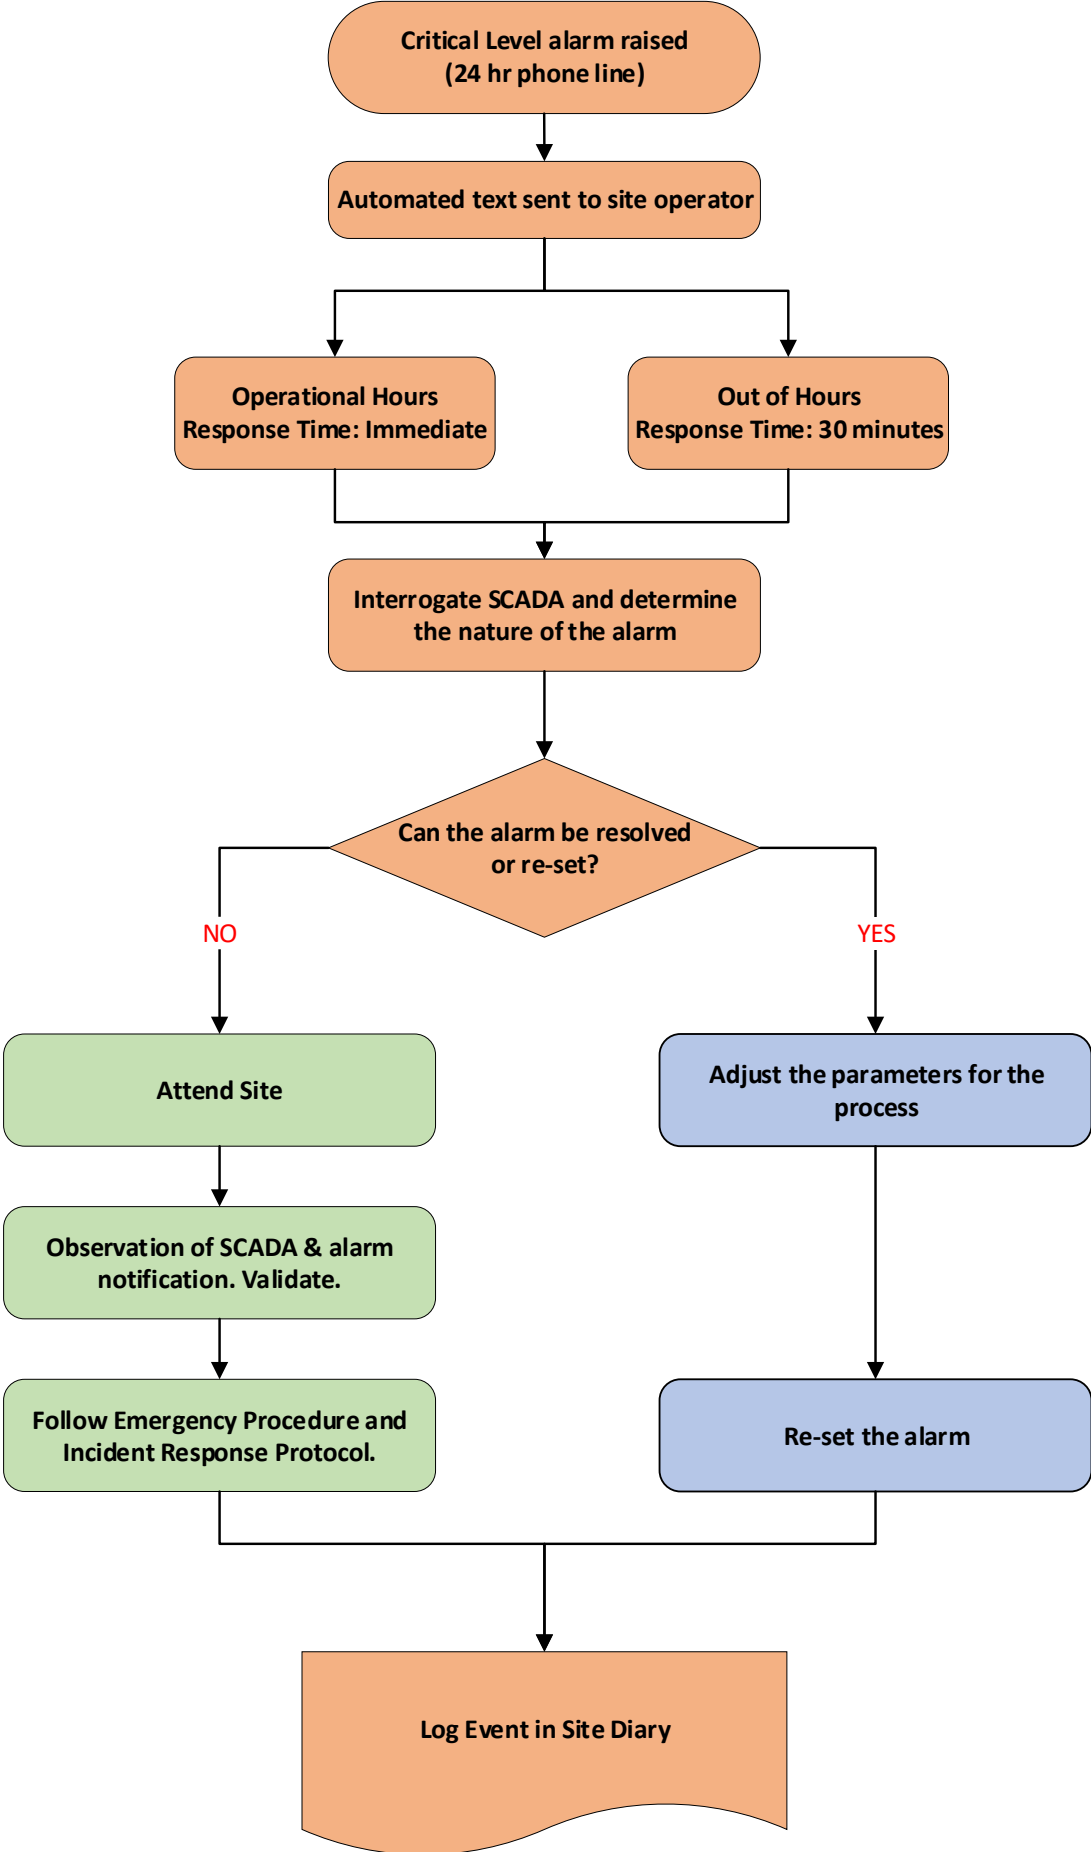 Critical Level alarm raised
(24 hr phone line)
Automated text sent to site operator
Operational Hours
Response Time: Immediate
Out of Hours
Response Time: 30 minutes
Interrogate SCADA and determine
the nature of the alarm
Can the alarm be resolved
or re-set?
NO
YES
Attend Site
Adjust the parameters for the
process
Observation of SCADA & alarm
notification. Validate.
Follow Emergency Procedure and
Incident Response Protocol.
Re-set the alarm
Log Event in Site Diary